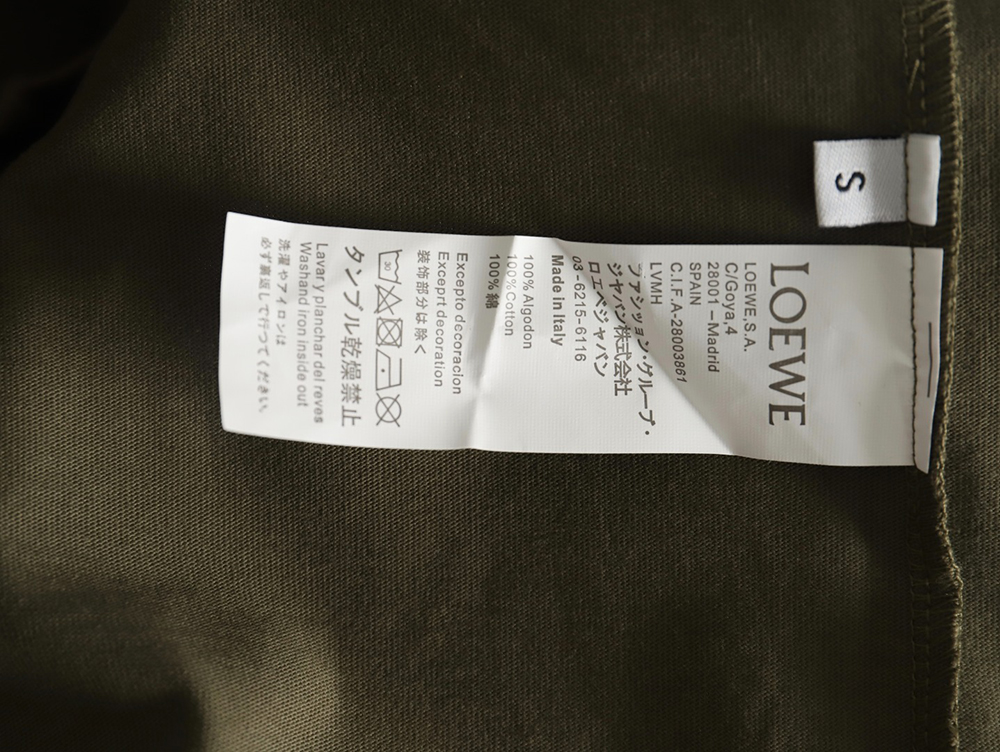 S
LOEWE
LOEWE,S.A.
C/Goya,4
28001－Madrid
SPAIN
C.I.F.A-28003861
LVMH
ファッション・グループ・
ジヤパン株式会社
ロエベジャパン
03-6215-6116
Made in Italy
100% Algodon
100%Cotton
100% 綿
Excepto decoracion
Exceprt decoration
装飾部分は除く
30
タンブル乾燥禁止
Lavar y planchar del reves
Washand iron inside out
洗濯やアイロンは
必ず裏返しで行つてください。